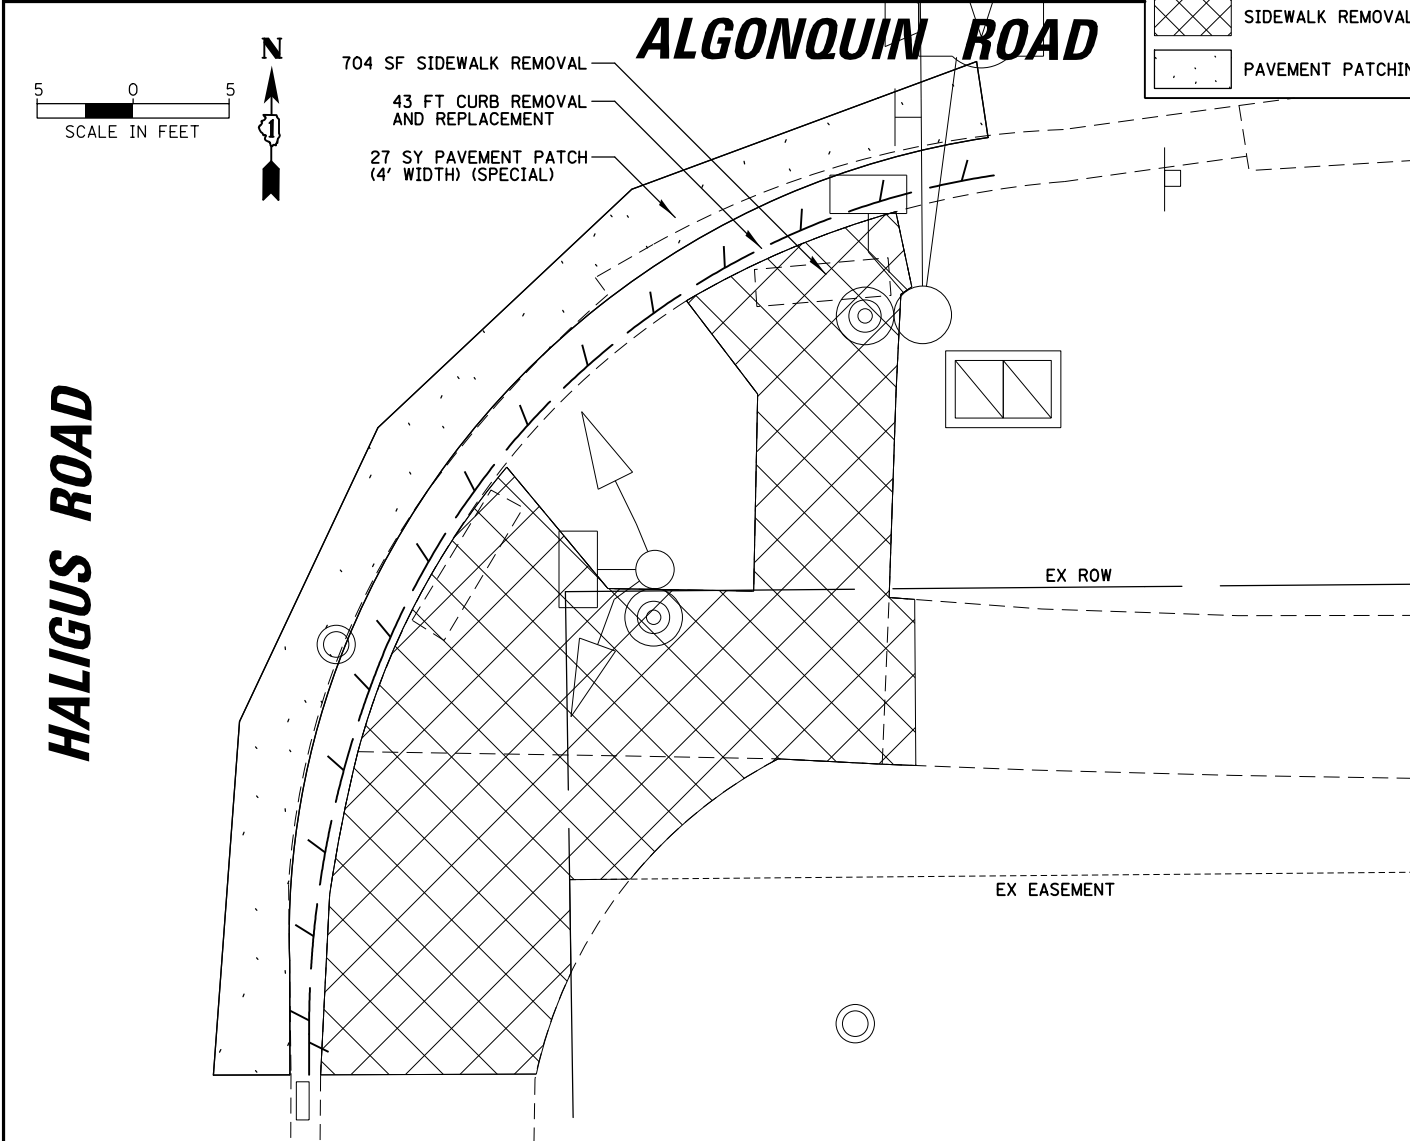 ALGONQUIN ROAD
SIDEWALK REMOVAL
N
704 SF SIDEWALK REMOVAL
PAVEMENT
5 0 5
43 FT CURB REMOVAL
AND REPLACEMENT
SCALE IN FEET
1
27 SY PAVEMENT PATCH
(4' WIDTH) (SPECIAL)
HALIGUS ROAD
EX ROW
EX EASEMENT